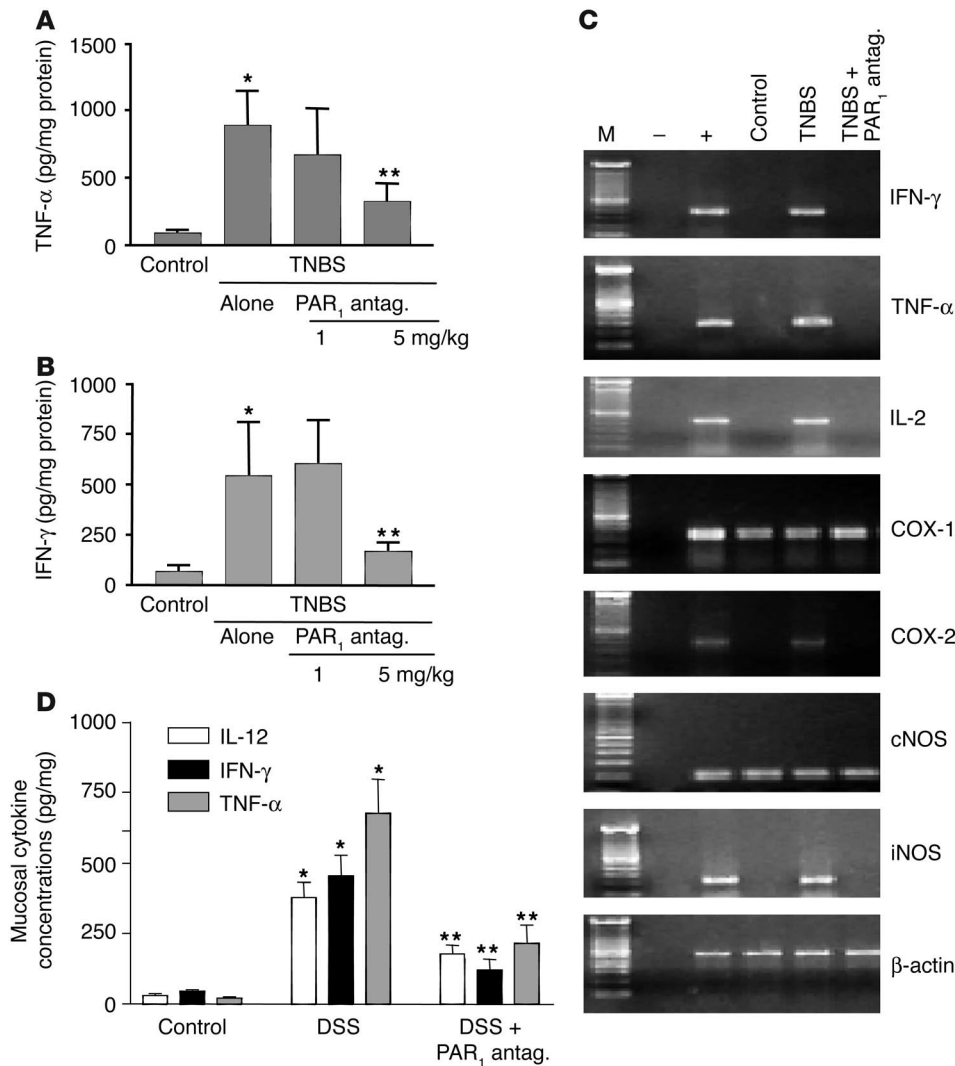 A
1500
1000
500
0
TNF-α (pg/mg protein)
*
**
Control
TNBS
Alone
PAR1 antag.
1
5 mg/kg
B
1000
750
500
250
0
IFN-γ (pg/mg protein)
*
**
Control
TNBS
Alone
PAR1 antag.
1
5 mg/kg
C
M
–
+
Control
TNBS
TNBS +
PAR1 antag.
IFN-γ
TNF-α
IL-2
COX-1
COX-2
cNOS
iNOS
β-actin
D
1000
750
500
250
0
Mucosal cytokine
concentrations (pg/mg)
IL-12
IFN-γ
TNF-α
*
*
*
**
**
**
Control
DSS
DSS +
PAR1 antag.